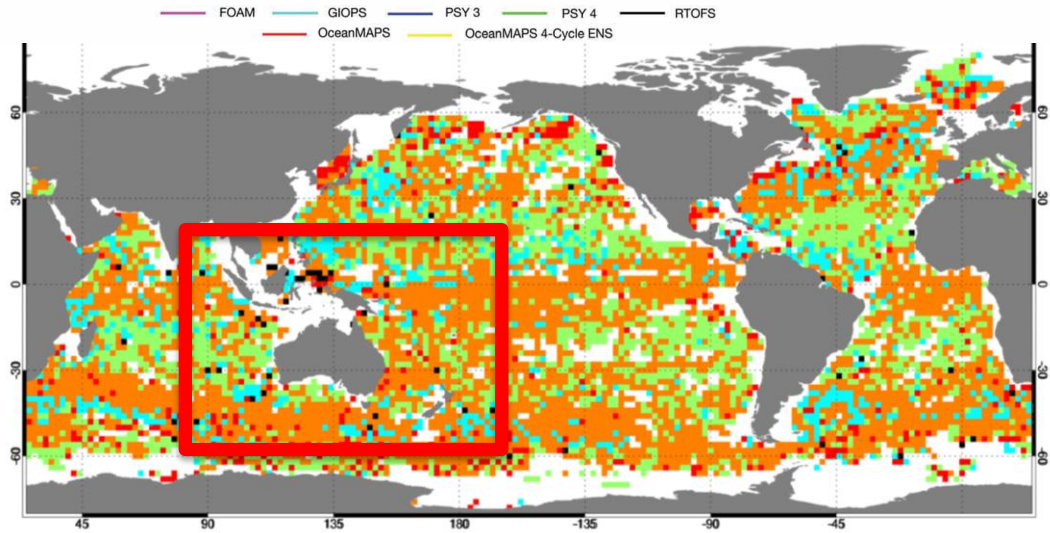 FOAM GIOPS PSY 3 PSY 4 RTOFS
OceanMAPS OceanMAPS 4-Cycle ENS
60 60
30 30
0 0
-30 -30
-60 -60
45 90 135 180 -135 -90 -45